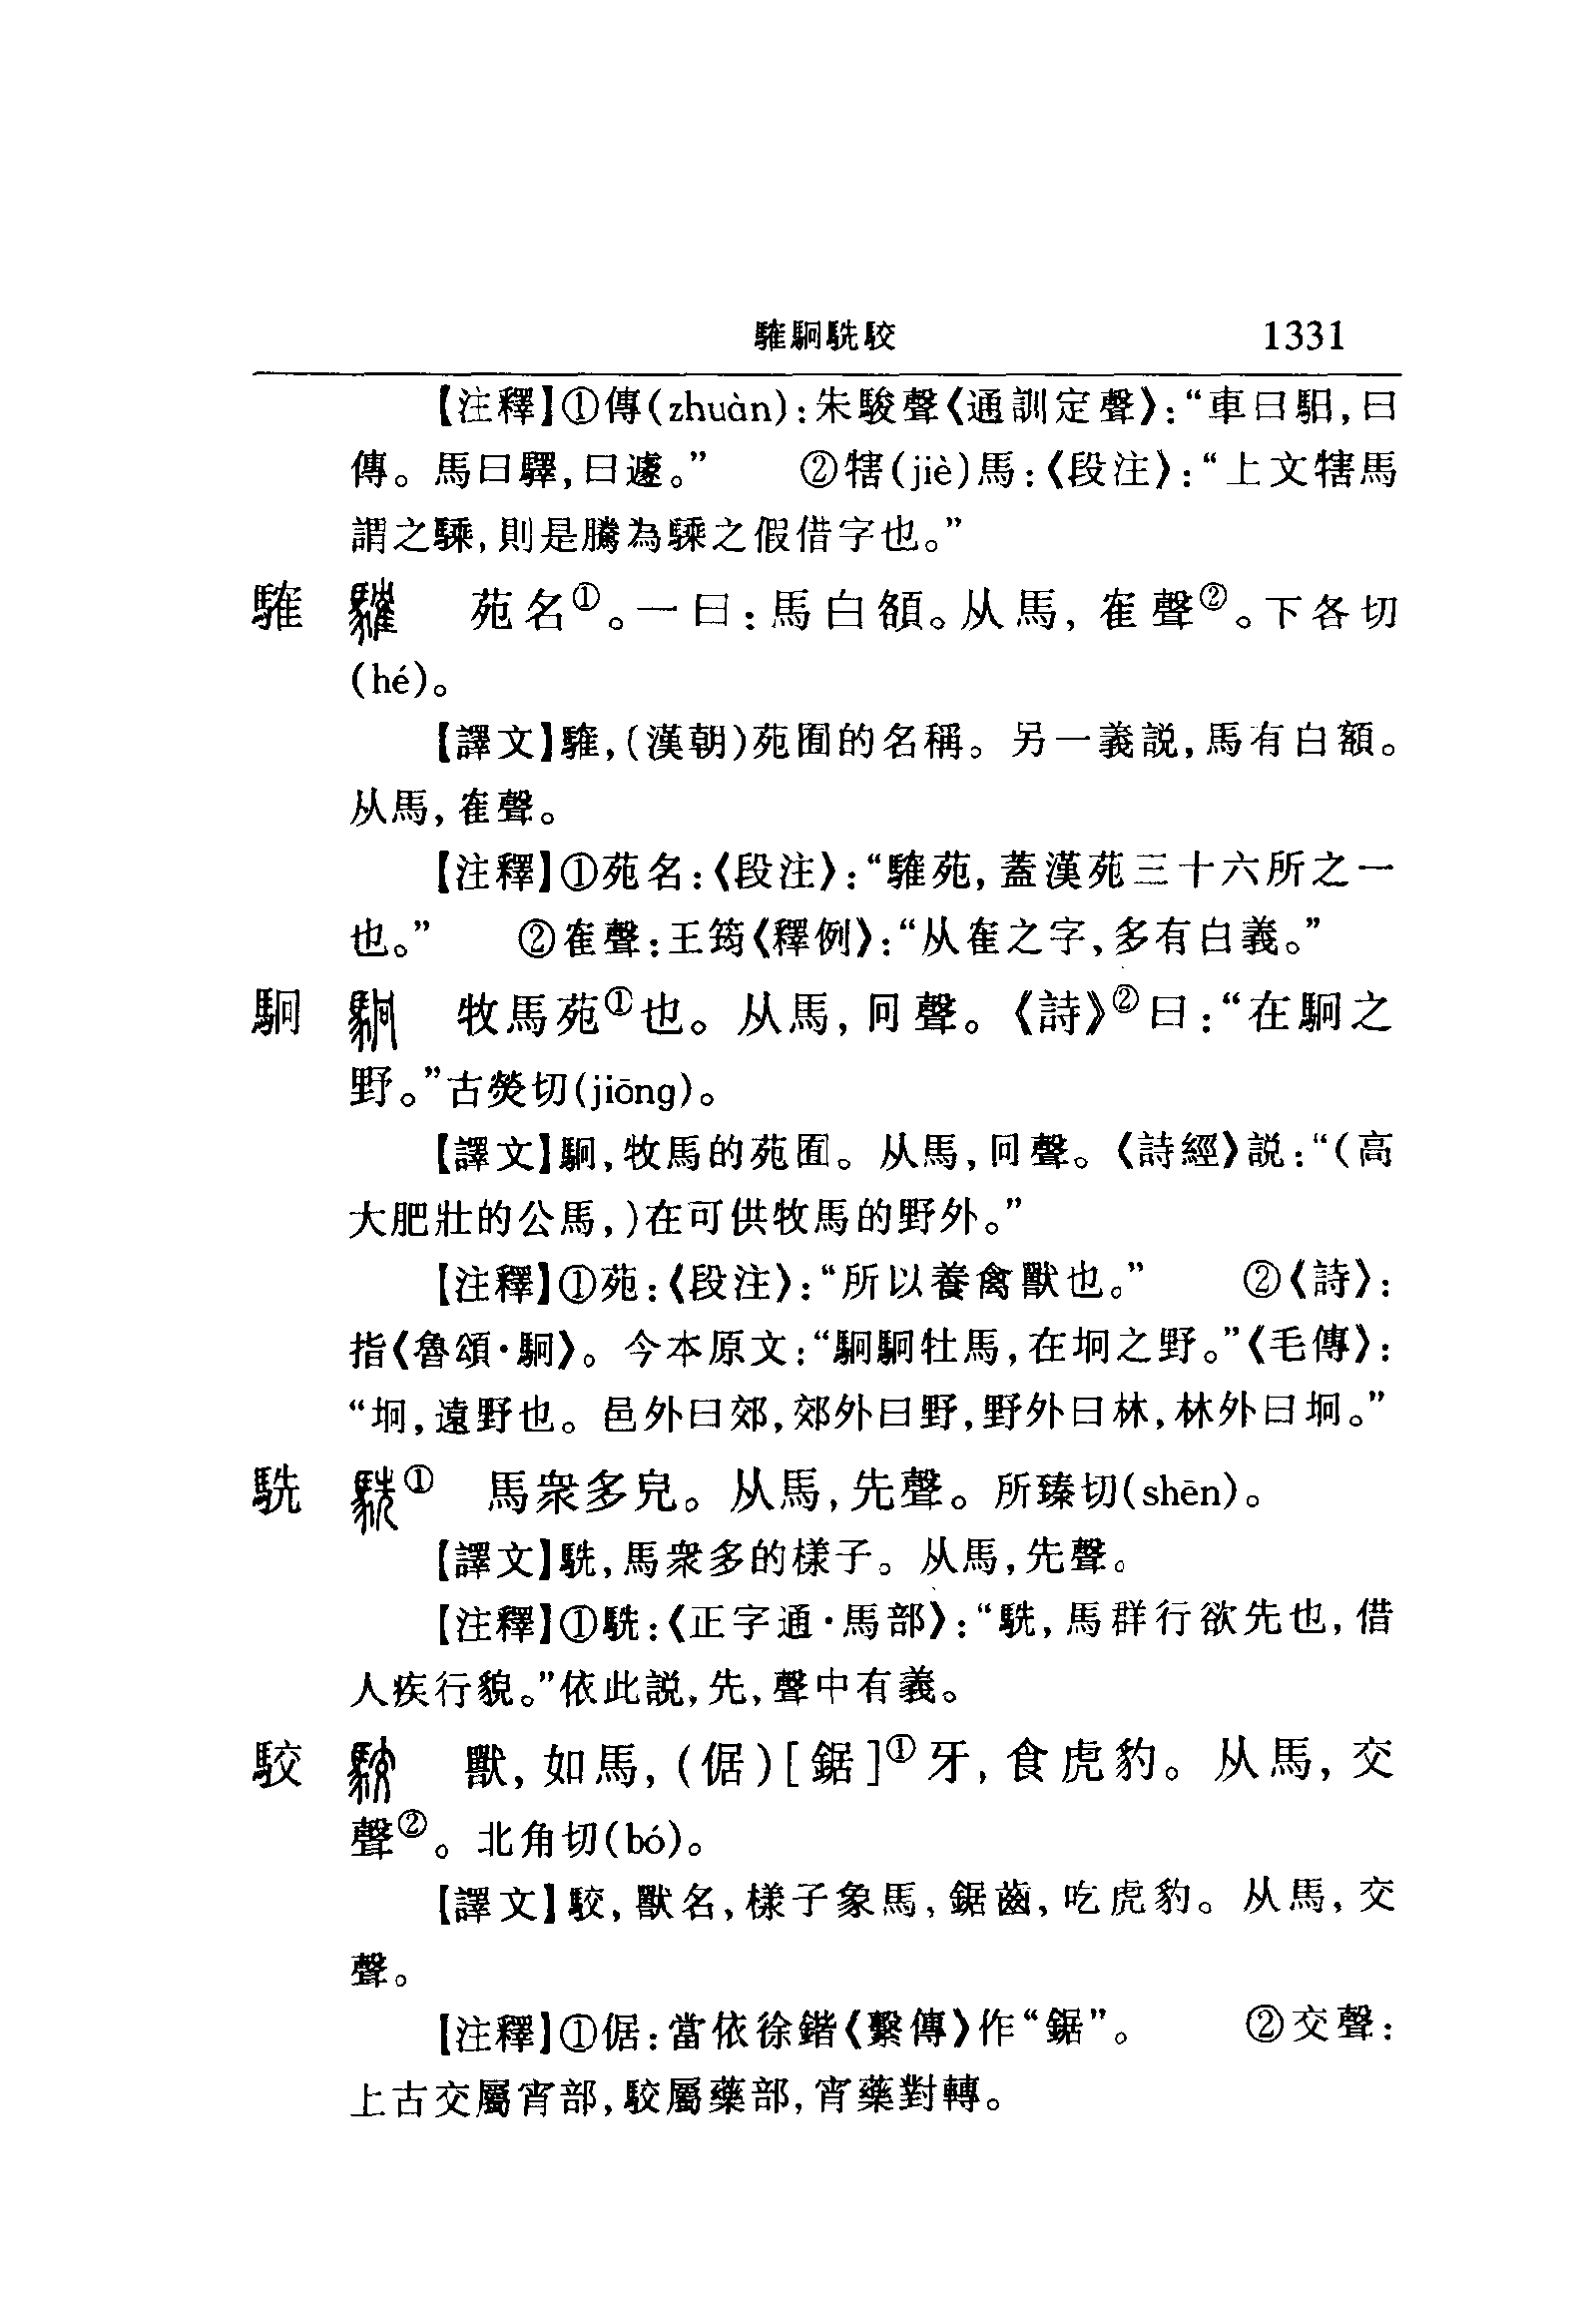 騅駉駪駮 1331
【注釋】①傳(zhuàn):朱駿聲《通訓定聲》:“車曰馹,曰
傳。馬曰驛,曰遽。” ②犗(jiè)馬:《段注》:“上文犗馬
謂之騬,則是騰為騬之假借字也。”
䮤 苑名①。一曰:馬白頟。从馬,隺聲②。下各切
(hé)。
【譯文】䮤,(漢朝)苑囿的名稱。另一義説,馬有白額。
从馬,隺聲。
【注釋】①苑名:《段注》:“䮤苑,蓋漢苑三十六所之一
也。” ②隺聲:王筠《釋例》:“从隺之字,多有白義。”
駉 牧馬苑①也。从馬,冋聲。《詩》②曰:“在駉之
野。”古熒切(jiōng)。
【譯文】駉,牧馬的苑囿。从馬,冋聲。《詩經》説:“(高
大肥壯的公馬,)在可供牧馬的野外。”
【注釋】①苑:《段注》:“所以養禽獸也。” ②《詩》:
指《魯頌·駉》。今本原文:“駉駉牡馬,在坰之野。”《毛傳》:
“坰,遠野也。邑外曰郊,郊外曰野,野外曰林,林外曰坰。”
駪 ① 馬衆多皃。从馬,先聲。所臻切(shēn)。
【譯文】駪,馬衆多的樣子。从馬,先聲。
【注釋】①駪:《正字通·馬部》:“駪,馬群行欲先也,借
人疾行貌。”依此説,先,聲中有義。
駮 獸,如馬,(倨)[鋸]①牙,食虎豹。从馬,交
聲②。北角切(bó)。
【譯文】駮,獸名,樣子象馬,鋸齒,吃虎豹。从馬,交
聲。
【注釋】①倨:當依徐鍇《繫傳》作“鋸”。 ②交聲:
上古交屬宵部,駮屬藥部,宵藥對轉。